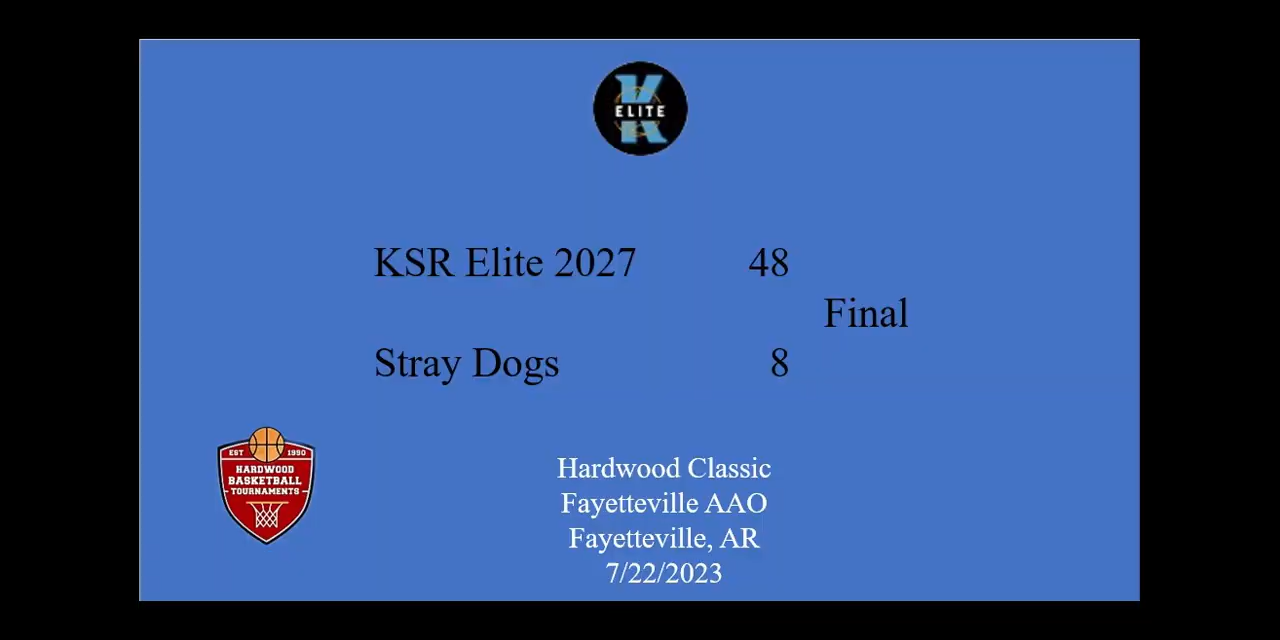 K
ELITE
KSR Elite 2027 48
Final
Stray Dogs 8
EST 1990
HARDWOOD
BASKETBALL
TOURNAMENTS
Hardwood Classic
Fayetteville AAO
Fayetteville, AR
7/22/2023